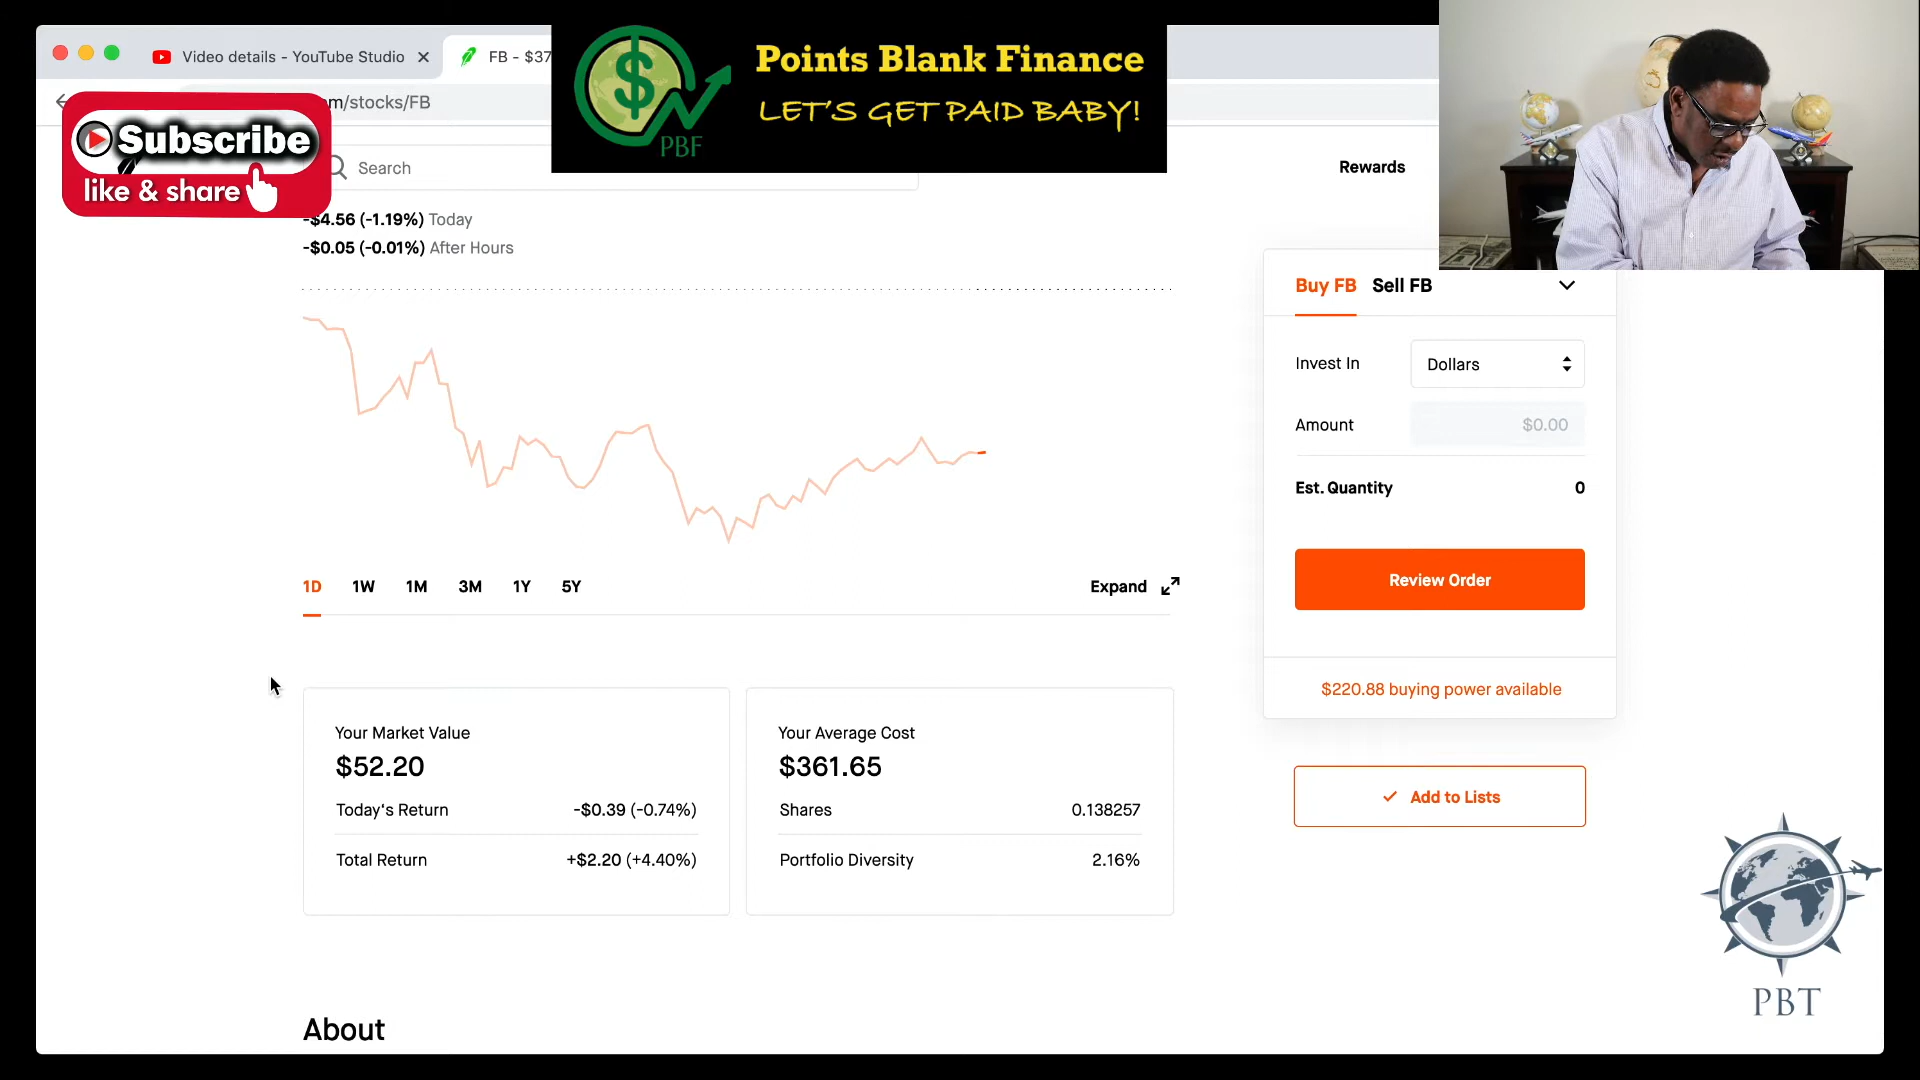 Video details - YouTube Studio
FB - $37
Points Blank Finance
LET'S GET PAID BABY!
PBF
m/stocks/FB
Subscribe
like & share
Search
Rewards
-$4.56 (-1.19%) Today
-$0.05 (-0.01%) After Hours
Buy FB Sell FB
Invest In Dollars
Amount $0.00
Est. Quantity 0
Review Order
$220.88 buying power available
Add to Lists
1D 1W 1M 3M 1Y 5Y
Expand
Your Market Value
$52.20
Today's Return -$0.39 (-0.74%)
Total Return +$2.20 (+4.40%)
Your Average Cost
$361.65
Shares 0.138257
Portfolio Diversity 2.16%
About
PBT